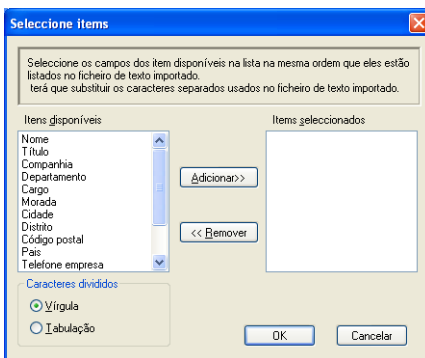 Seleccione items
Seleccione os campos dos item disponíveis na lista na mesma ordem que eles estão
listados no ficheiro de texto importado.
terá que substituir os caracteres separados usados no ficheiro de texto importado.
Itens disponíveis
Items seleccionados
Nome
Título
Companhia
Departamento
Cargo
Morada
Cidade
Distrito
Código postal
Pais
Telefone empresa
Adicionar>>
<< Remover
Caracteres divididos
Vírgula
Tabulação
OK
Cancelar